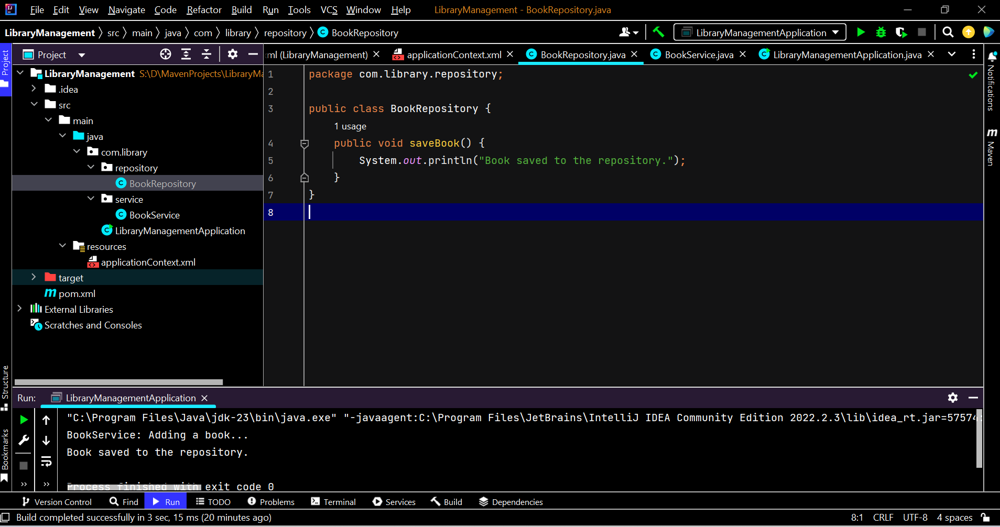 File Edit View Navigate Code Refactor Build Run Tools VCS Window Help LibraryManagement - BookRepository.java
LibraryManagement src main java com library repository BookRepository LibraryManagementApplication
Project
ml (LibraryManagement) applicationContext.xml BookRepository.java BookService.java LibraryManagementApplication.java
Project
Structure
Bookmarks
Notifications
Maven
LibraryManagement S:\D\MavenProjects\LibraryMa
.idea
src
main
java
com.library
repository
BookRepository
service
BookService
LibraryManagementApplication
resources
applicationContext.xml
target
pom.xml
External Libraries
Scratches and Consoles
1 package com.library.repository;
2
3 public class BookRepository {
1 usage
4 public void saveBook() {
5 System.out.println("Book saved to the repository.");
6 }
7 }
8
Run: LibraryManagementApplication
"C:\Program Files\Java\jdk-23\bin\java.exe" "-javaagent:C:\Program Files\JetBrains\IntelliJ IDEA Community Edition 2022.2.3\lib\idea_rt.jar=57574:
BookService: Adding a book...
Book saved to the repository.
Process finished with exit code 0
Version Control Find Run TODO Problems Terminal Services Build Dependencies
Build completed successfully in 3 sec, 15 ms (20 minutes ago) 8:1 CRLF UTF-8 4 spaces